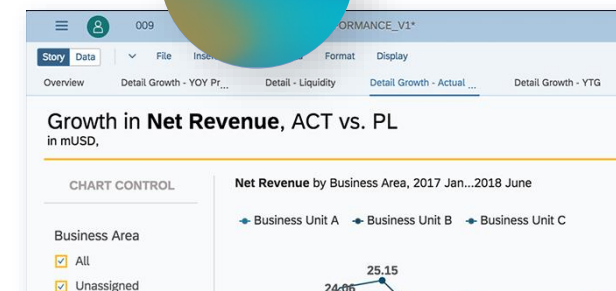 009 ORMANCE_V1*
Story Data File Format Display
Overview Detail Growth - YOY Pr... Detail - Liquidity Detail Growth - Actual ... Detail Growth - YTG
Growth in Net Revenue, ACT vs. PL
in mUSD,
CHART CONTROL
Net Revenue by Business Area, 2017 Jan...2018 June
Business Unit A Business Unit B Business Unit C
Business Area
All
25.15
Unassigned
24.06